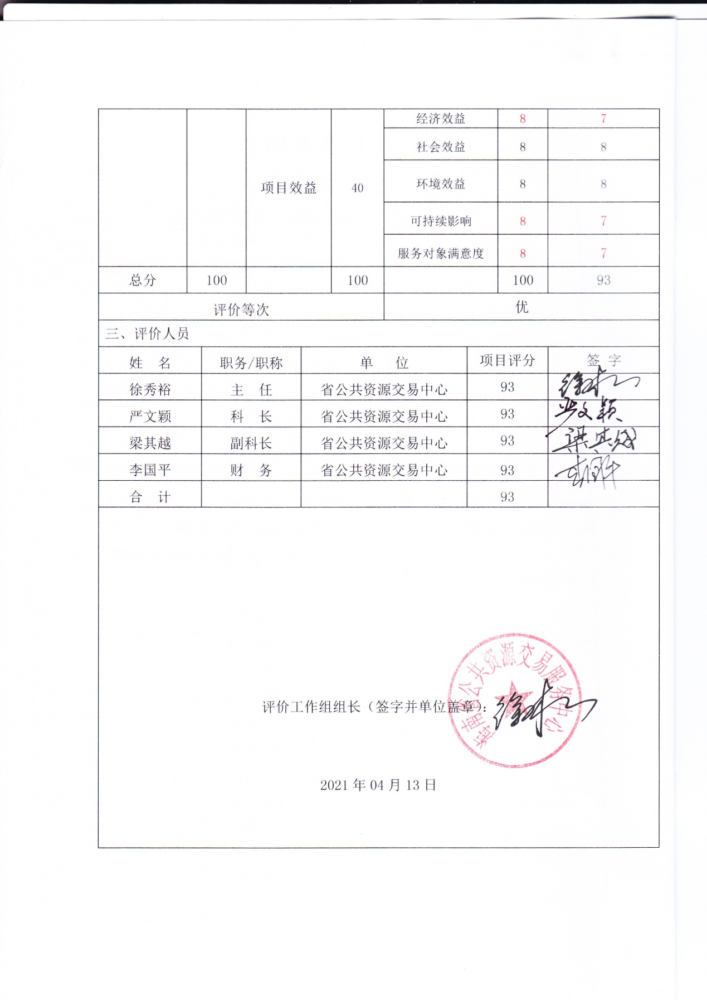 经济效益 8 7
社会效益 8 8
项目效益 40 环境效益 8 8
可持续影响 8 7
服务对象满意度 8 7
总分 100 100 100 93
评价等次 优
三、评价人员
姓 名 职务/职称 单 位 项目评分 签 字
徐秀裕 主 任 省公共资源交易中心 93
严文颖 科 长 省公共资源交易中心 93 严文颖
梁其越 副科长 省公共资源交易中心 93 梁其越
李国平 财 务 省公共资源交易中心 93 李国平
合 计 93
海南省公共资源交易服务中心
评价工作组组长（签字并单位盖章）：
2021 年 04 月 13 日